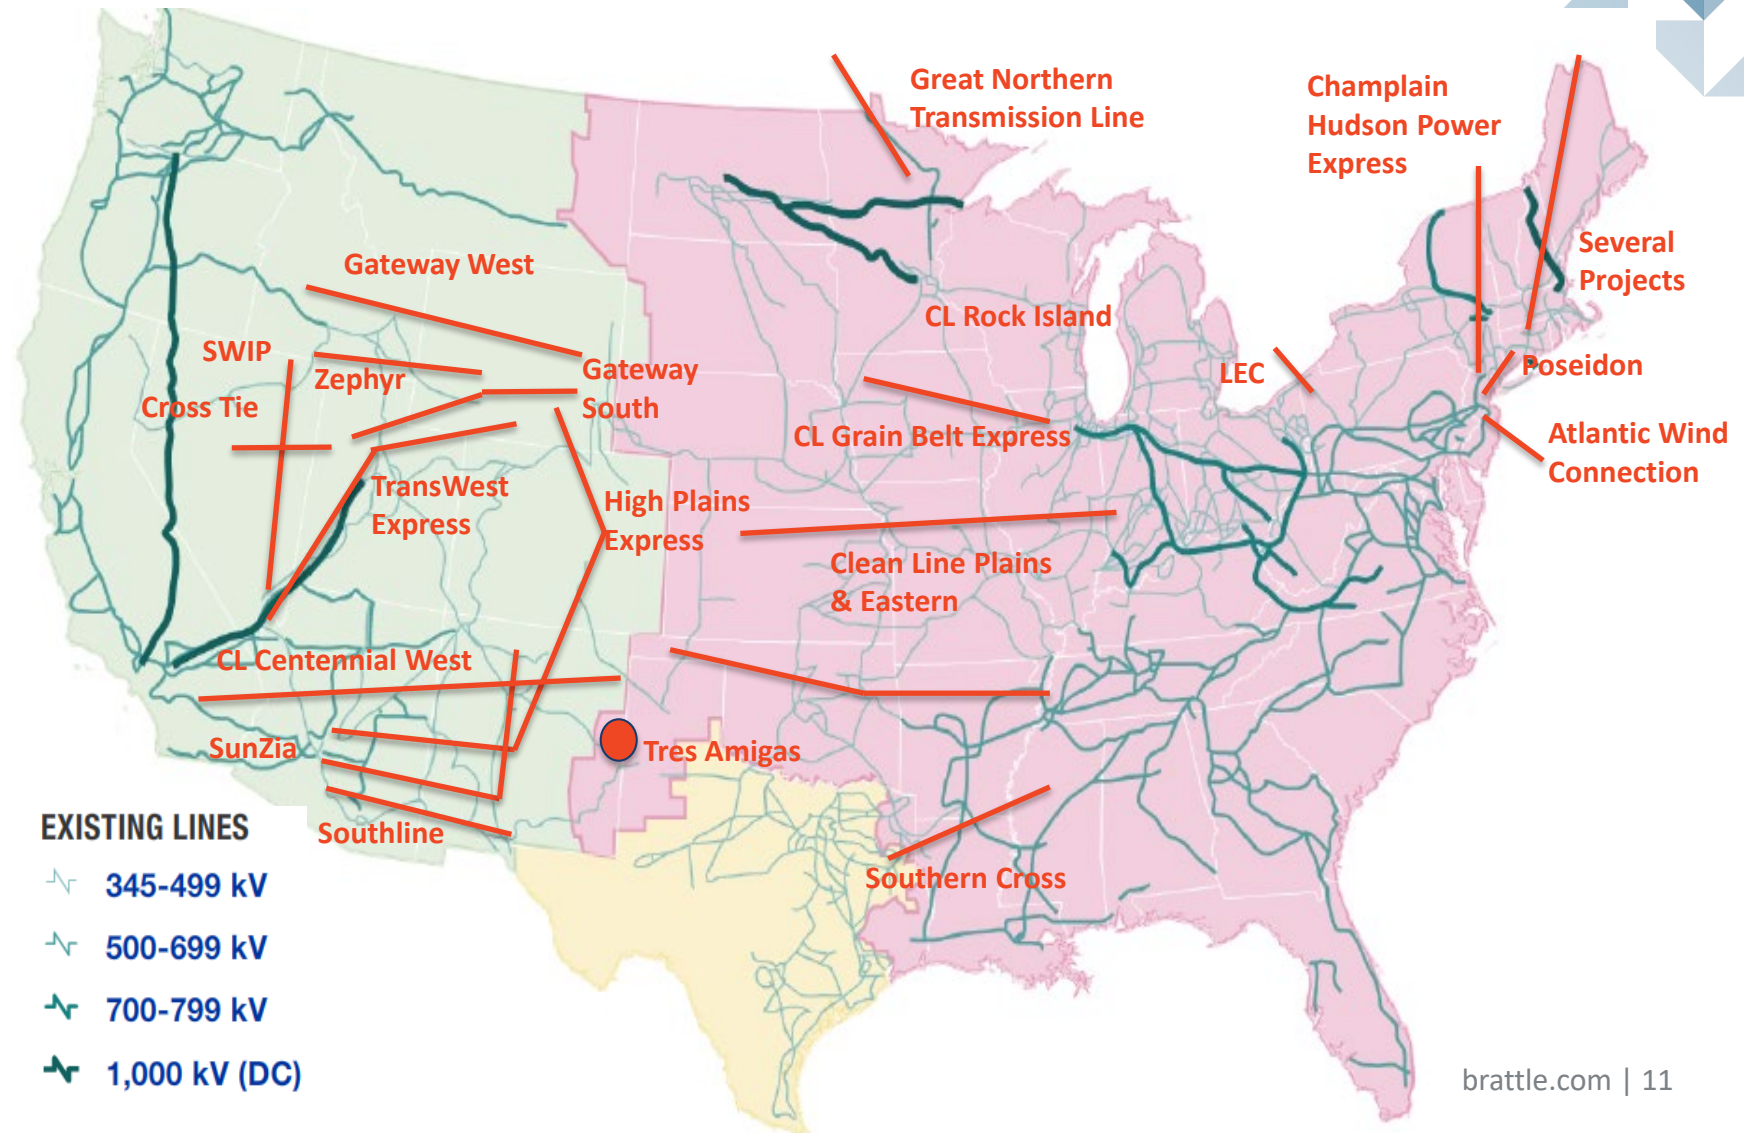 Great Northern
Transmission Line
Champlain
Hudson Power
Express
Several
Projects
Gateway West
CL Rock Island
SWIP
Zephyr
Gateway
South
LEC
Poseidon
Cross Tie
CL Grain Belt Express
Atlantic Wind
Connection
TransWest
Express
High Plains
Express
Clean Line Plains
& Eastern
CL Centennial West
SunZia
Tres Amigas
Southline
Southern Cross
EXISTING LINES
345-499 kV
500-699 kV
700-799 kV
1,000 kV (DC)
brattle.com | 11